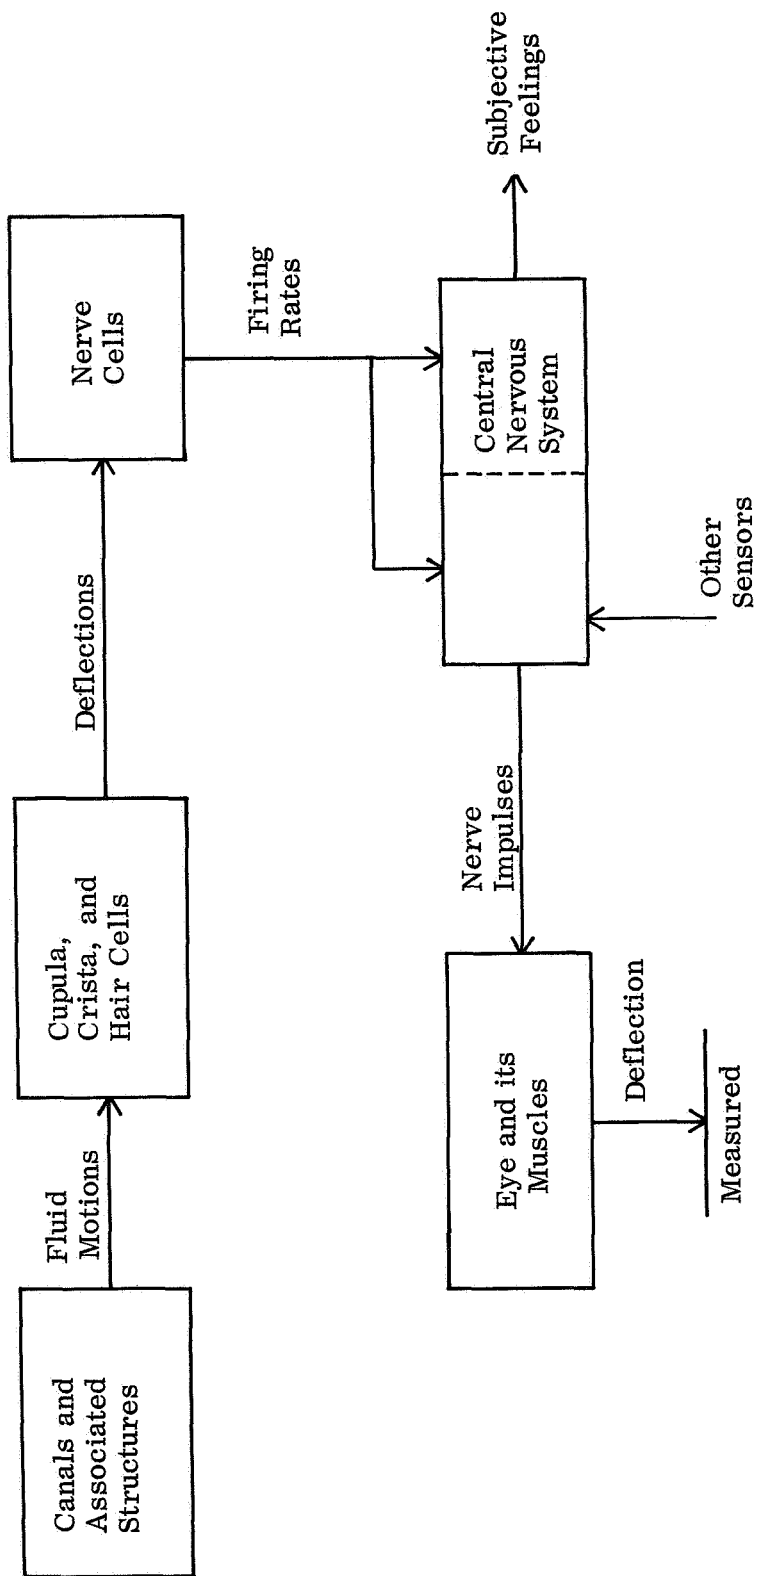 Canals and
Associated
Structures
Fluid
Motions
Cupula,
Crista, and
Hair Cells
Deflections
Nerve
Cells
Firing
Rates
Central
Nervous
System
Subjective
Feelings
Other
Sensors
Nerve
Impulses
Eye and its
Muscles
Deflection
Measured